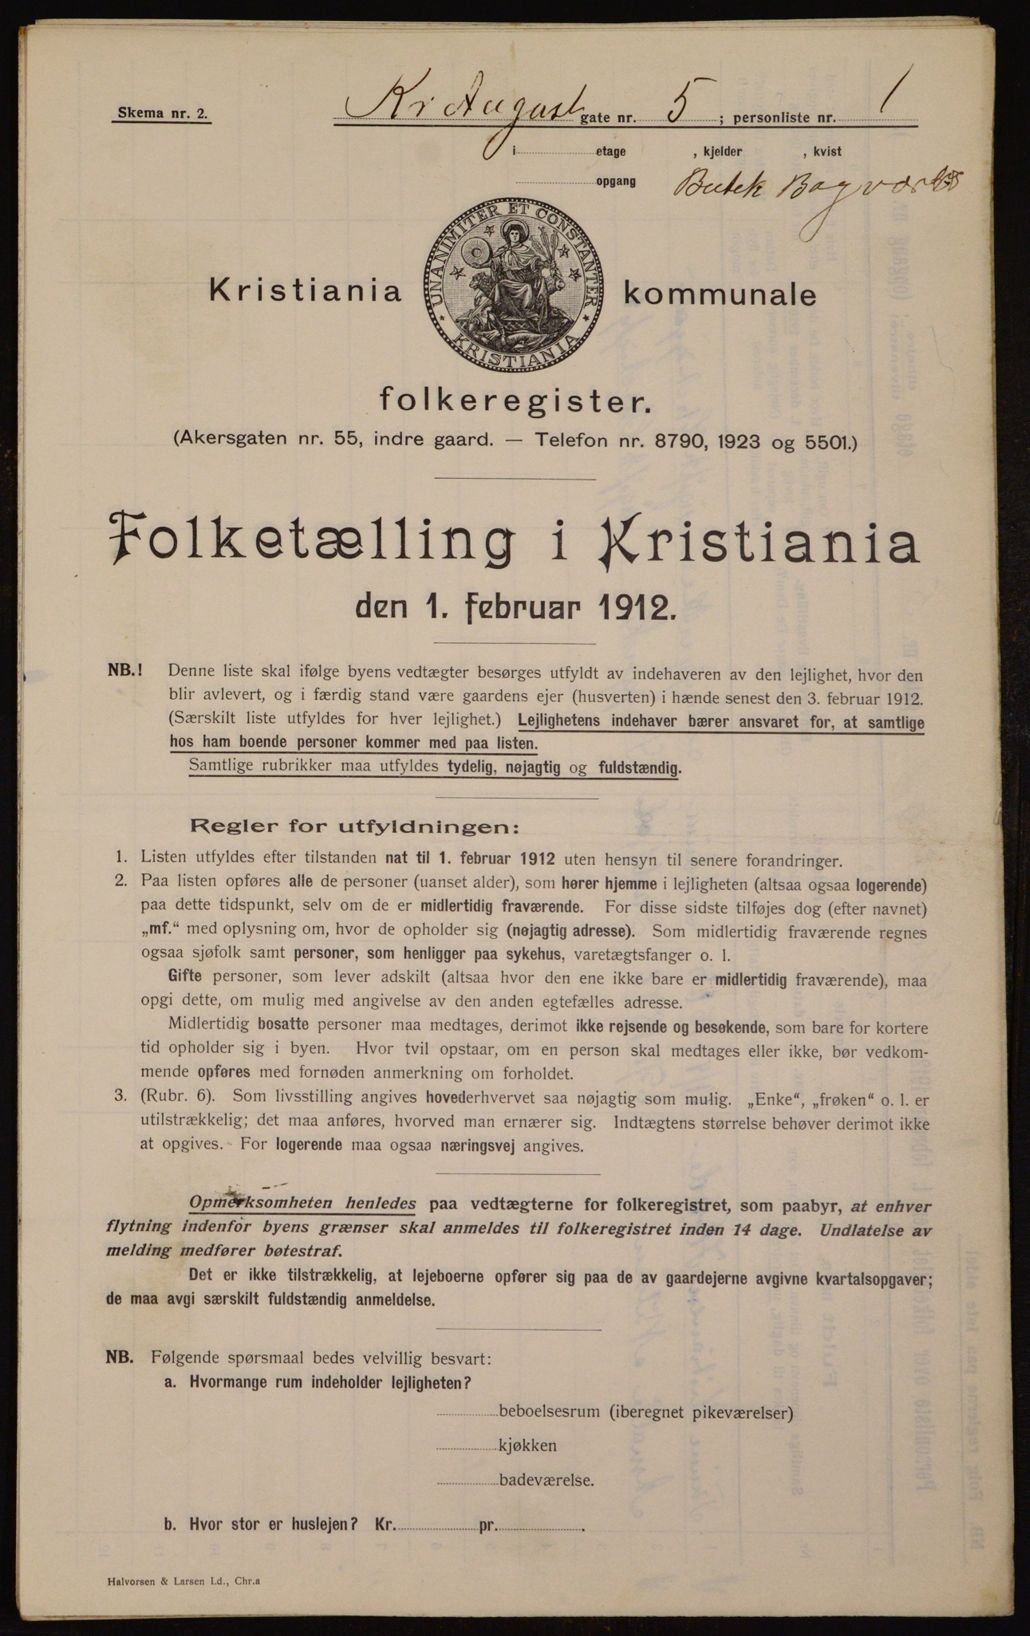 Skema nr. 2.
Kr August gate nr. 5 ; personliste nr. 1
i etage , kjelder , kvist
opgang Butik Bagværk
UNANIMITER ET CONSTANTER * KRISTIANIA *
Kristiania kommunale
folkeregister.
(Akersgaten nr. 55, indre gaard. — Telefon nr. 8790, 1923 og 5501.)
Folketælling i Kristiania
den 1. februar 1912.
NB.! Denne liste skal ifølge byens vedtægter besørges utfyldt av indehaveren av den lejlighet, hvor den
blir avlevert, og i færdig stand være gaardens ejer (husverten) i hænde senest den 3. februar 1912.
(Særskilt liste utfyldes for hver lejlighet.) Lejlighetens indehaver bærer ansvaret for, at samtlige
hos ham boende personer kommer med paa listen.
Samtlige rubrikker maa utfyldes tydelig, nøjagtig og fuldstændig.
Regler for utfyldningen:
1. Listen utfyldes efter tilstanden nat til 1. februar 1912 uten hensyn til senere forandringer.
2. Paa listen opføres alle de personer (uanset alder), som hører hjemme i lejligheten (altsaa ogsaa logerende)
paa dette tidspunkt, selv om de er midlertidig fraværende. For disse sidste tilføjes dog (efter navnet)
„mf.“ med oplysning om, hvor de opholder sig (nøjagtig adresse). Som midlertidig fraværende regnes
ogsaa sjøfolk samt personer, som henligger paa sykehus, varetægtsfanger o. l.
Gifte personer, som lever adskilt (altsaa hvor den ene ikke bare er midlertidig fraværende), maa
opgi dette, om mulig med angivelse av den anden egtefælles adresse.
Midlertidig bosatte personer maa medtages, derimot ikke rejsende og besøkende, som bare for kortere
tid opholder sig i byen. Hvor tvil opstaar, om en person skal medtages eller ikke, bør vedkom-
mende opføres med fornøden anmerkning om forholdet.
3. (Rubr. 6). Som livsstilling angives hovederhvervet saa nøjagtig som mulig. „Enke“, „frøken“ o. l. er
utilstrækkelig; det maa anføres, hvorved man ernærer sig. Indtægtens størrelse behøver derimot ikke
at opgives. For logerende maa ogsaa næringsvej angives.
Opmerksomheten henledes paa vedtægterne for folkeregistret, som paabyr, at enhver
flytning indenfor byens grænser skal anmeldes til folkeregistret inden 14 dage. Undlatelse av
melding medfører bøtestraf.
Det er ikke tilstrækkelig, at lejeboerne opfører sig paa de av gaardejerne avgivne kvartalsopgaver;
de maa avgi særskilt fuldstændig anmeldelse.
NB. Følgende spørsmaal bedes velvillig besvart:
a. Hvormange rum indeholder lejligheten?
beboelsesrum (iberegnet pikeværelser)
kjøkken
badeværelse.
b. Hvor stor er huslejen? Kr. pr. .
Halvorsen & Larsen Ld., Chr.a